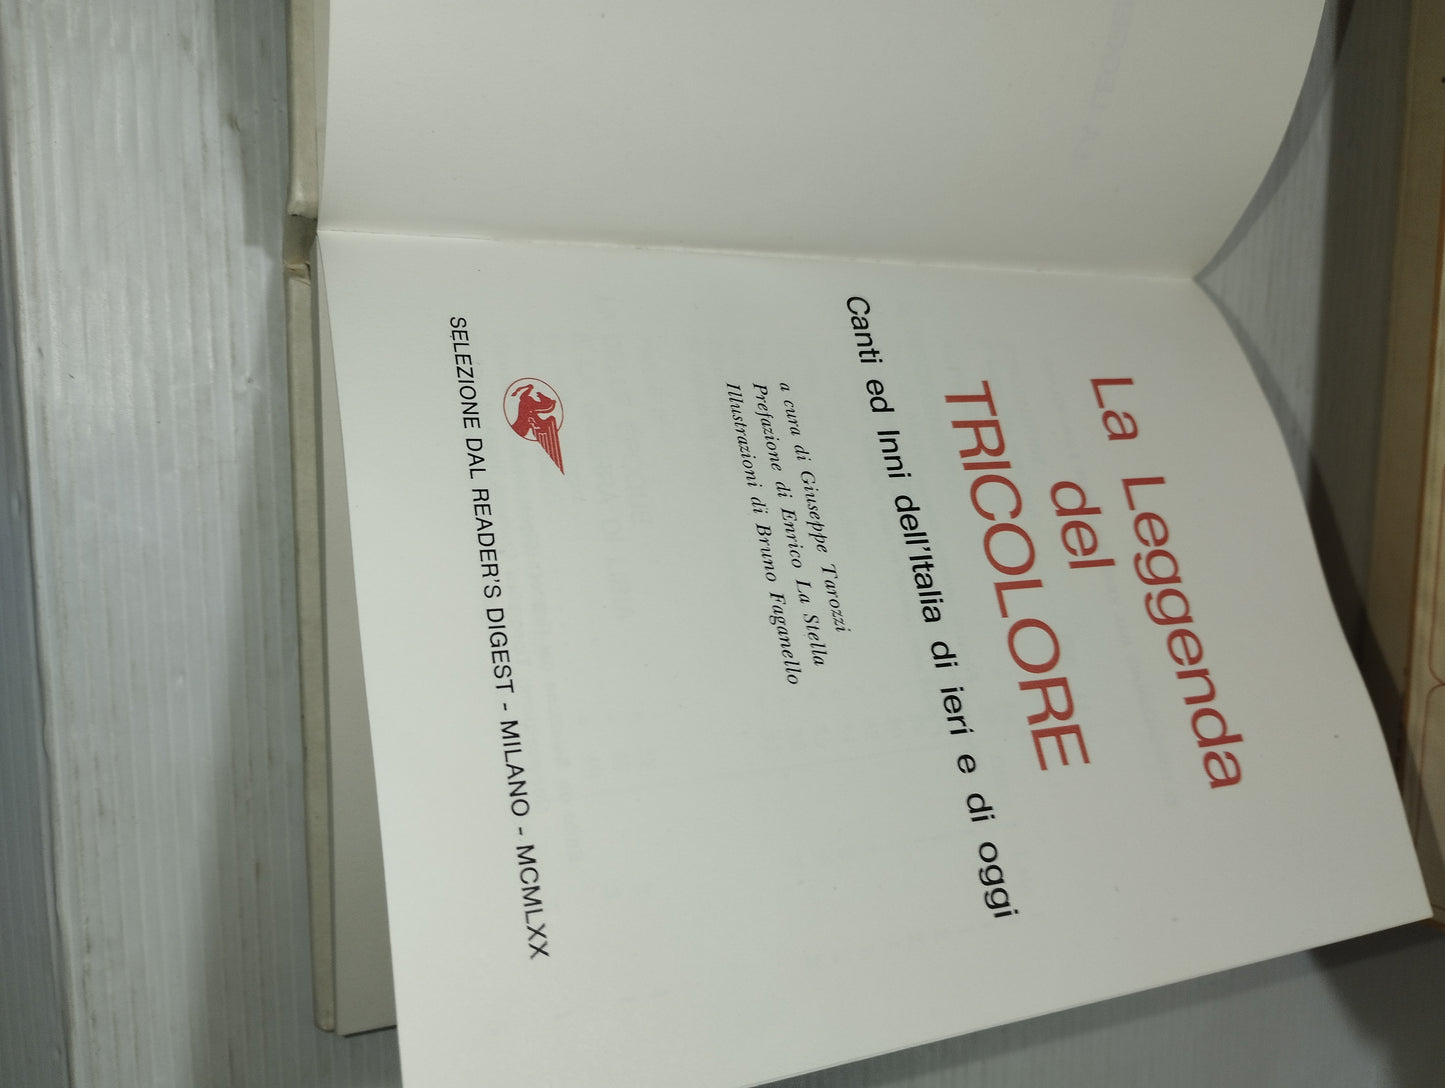 La Leggenda
del
TRICOLORE
Canti ed Inni dell'Italia di ieri e di oggi
a cura di Giuseppe Tarozzi
Prefazione di Enrico La Stella
Illustrazioni di Bruno Faganello
SELEZIONE DAL READER'S DIGEST - MILANO - MCMLXX